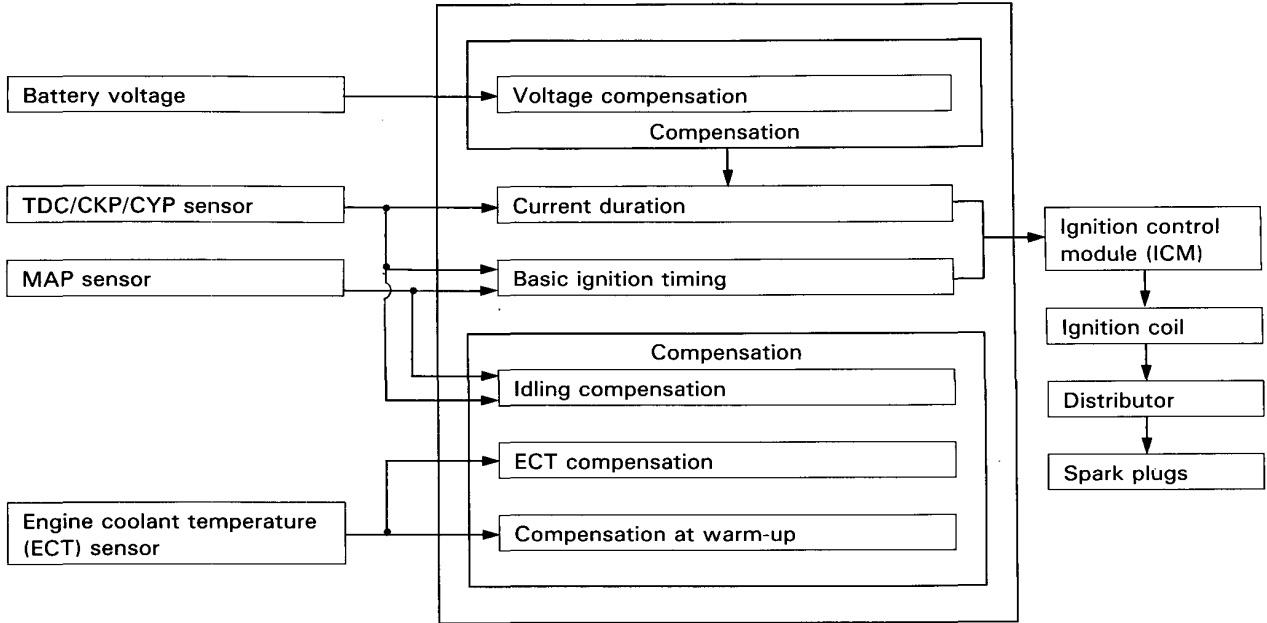 Battery voltage
TDC/CKP/CYP sensor
MAP sensor
Engine coolant temperature
(ECT) sensor
Voltage compensation
Compensation
Current duration
Basic ignition timing
Compensation
Idling compensation
ECT compensation
Compensation at warm-up
Ignition control
module (ICM)
Ignition coil
Distributor
Spark plugs